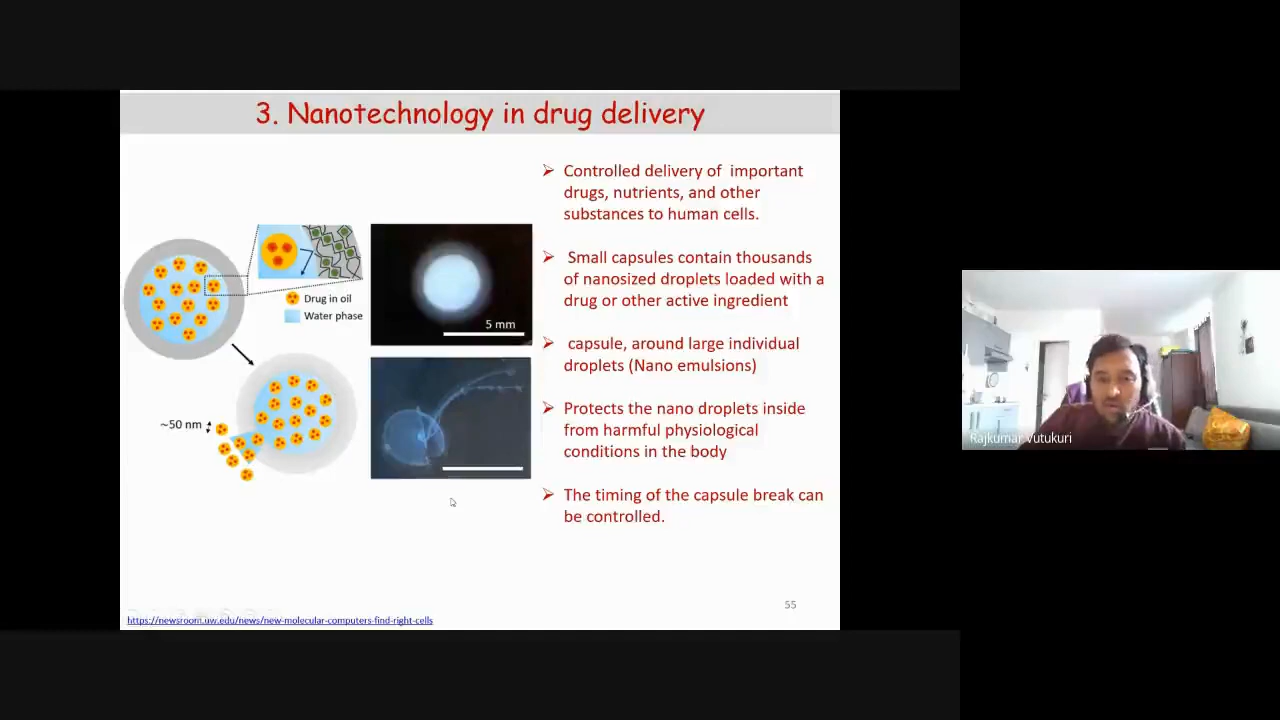 3. Nanotechnology in drug delivery
➢ Controlled delivery of important
drugs, nutrients, and other
substances to human cells.
➢ Small capsules contain thousands
of nanosized droplets loaded with a
drug or other active ingredient
➢ capsule, around large individual
droplets (Nano emulsions)
➢ Protects the nano droplets inside
from harmful physiological
conditions in the body
➢ The timing of the capsule break can
be controlled.
Drug in oil
Water phase
5 mm
~50 nm
55
https://newsroom.uw.edu/news/new-molecular-computers-find-right-cells
Rajkumar Vutukuri